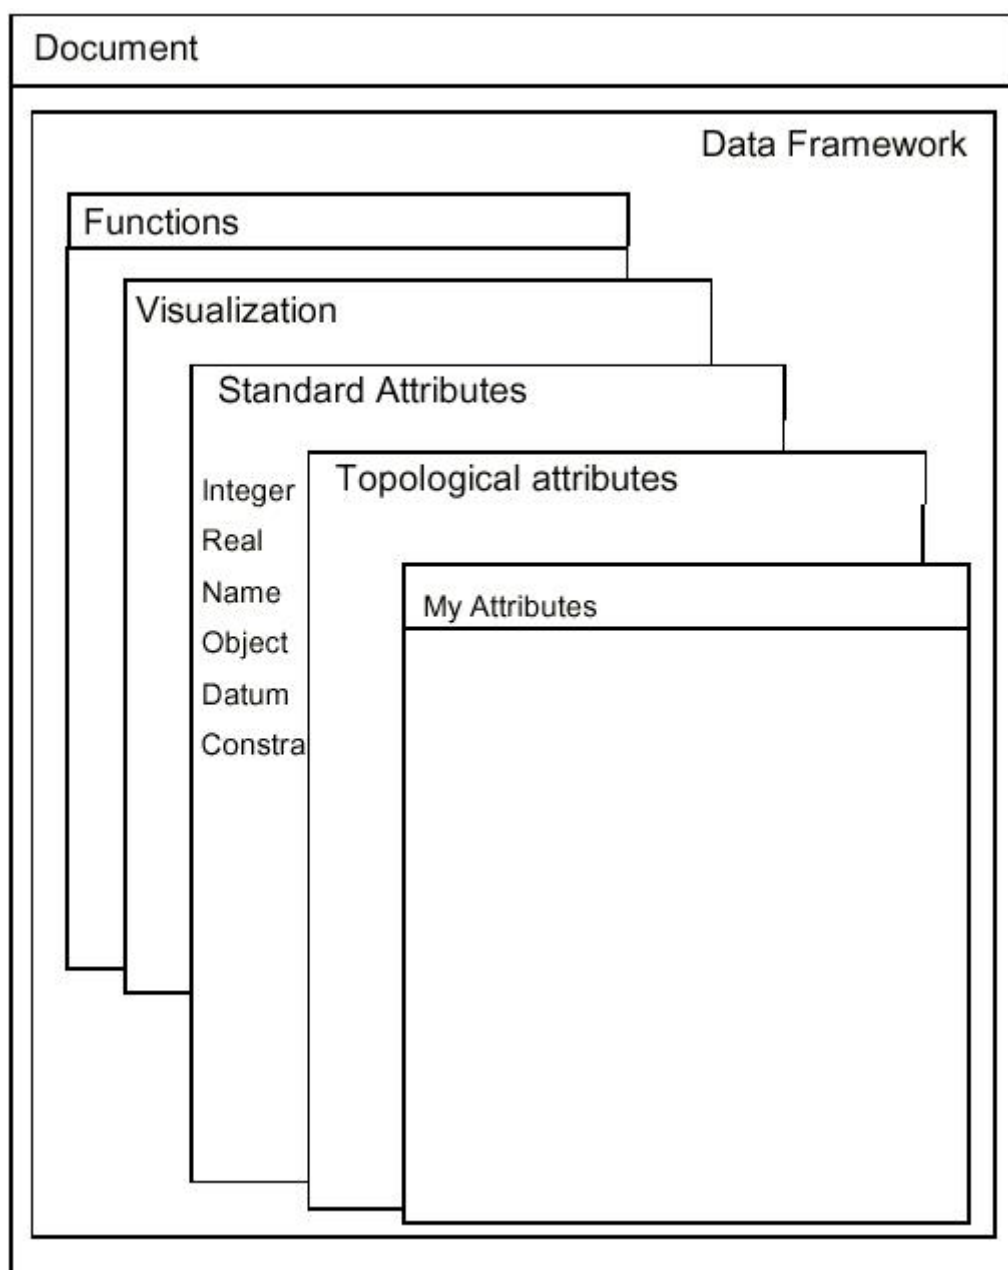 Document
Data Framework
Functions
Visualization
Standard Attributes
Topological attributes
Integer
Real
Name
Object
Datum
Constra
My Attributes